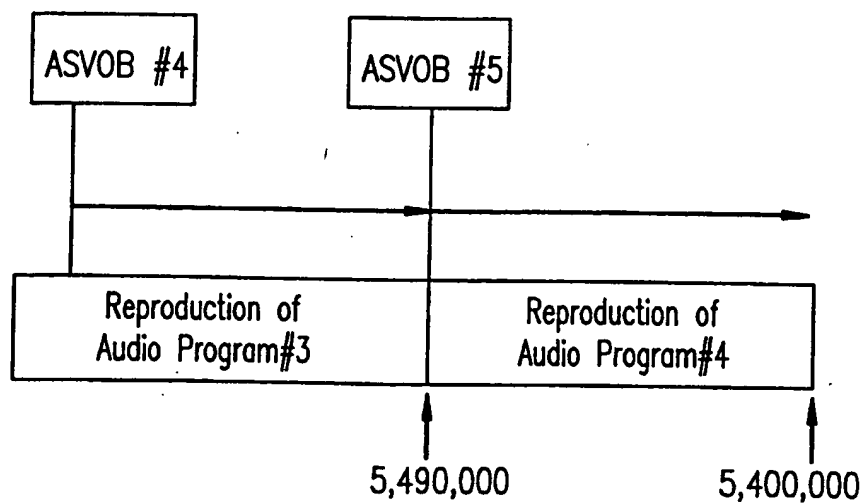 ASVOB #4
ASVOB #5
Reproduction of
Audio Program#3
Reproduction of
Audio Program#4
5,490,000
5,400,000